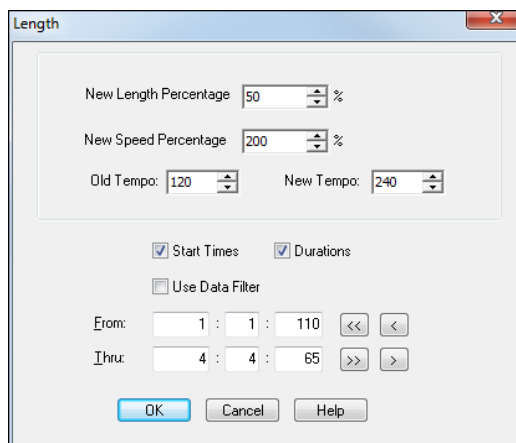 Length
New Length Percentage 50 %
New Speed Percentage 200 %
Old Tempo: 120 New Tempo: 240
Start Times Durations
Use Data Filter
From: 1 : 1 : 110 << <
Thru: 4 : 4 : 65 >> >
OK Cancel Help